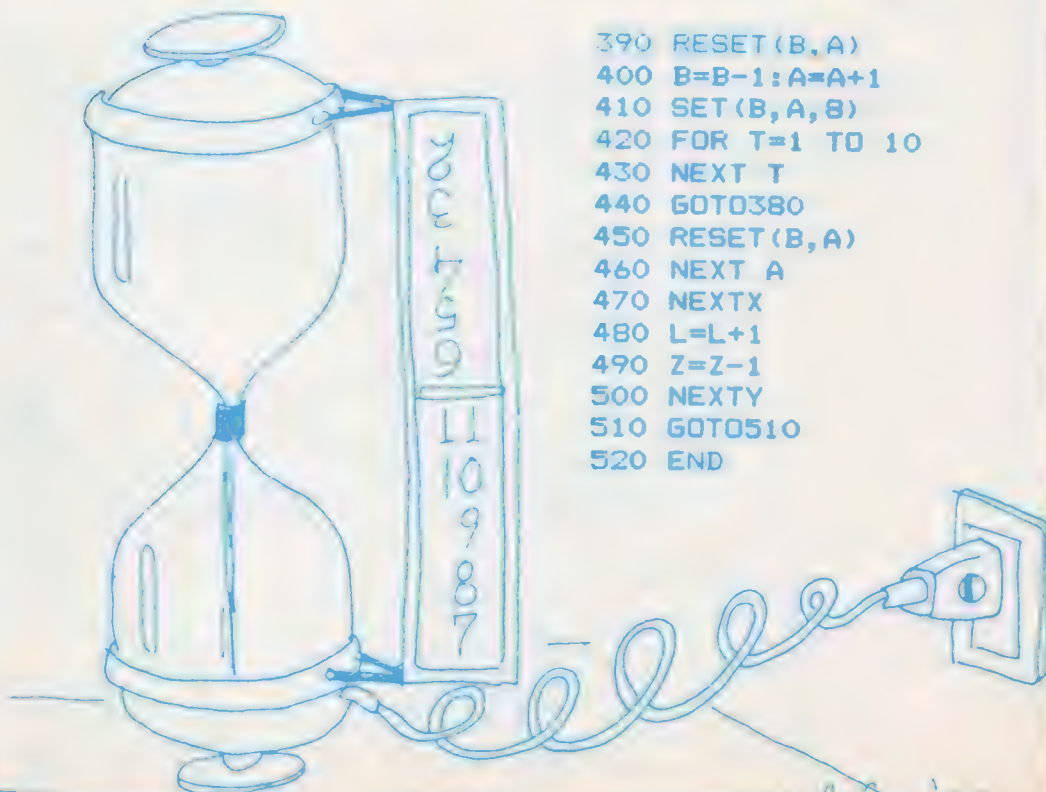 390 RESET(B,A)
400 B=B-1:A=A+1
410 SET(B,A,8)
420 FOR T=1 TO 10
430 NEXT T
440 GOTO380
450 RESET(B,A)
460 NEXT A
470 NEXTX
480 L=L+1
490 Z=Z-1
500 NEXTY
510 GOTO510
520 END
11
10
9
8
7